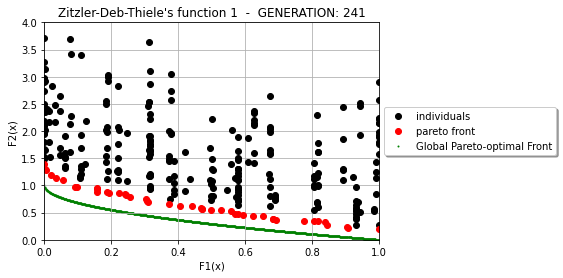 Zitzler-Deb-Thiele's function 1 - GENERATION: 241
4.0
3.5
3.0
2.5
2.0
1.5
1.0
0.5
0.0
F2(x)
0.0 0.2 0.4 0.6 0.8 1.0
F1(x)
individuals
pareto front
Global Pareto-optimal Front